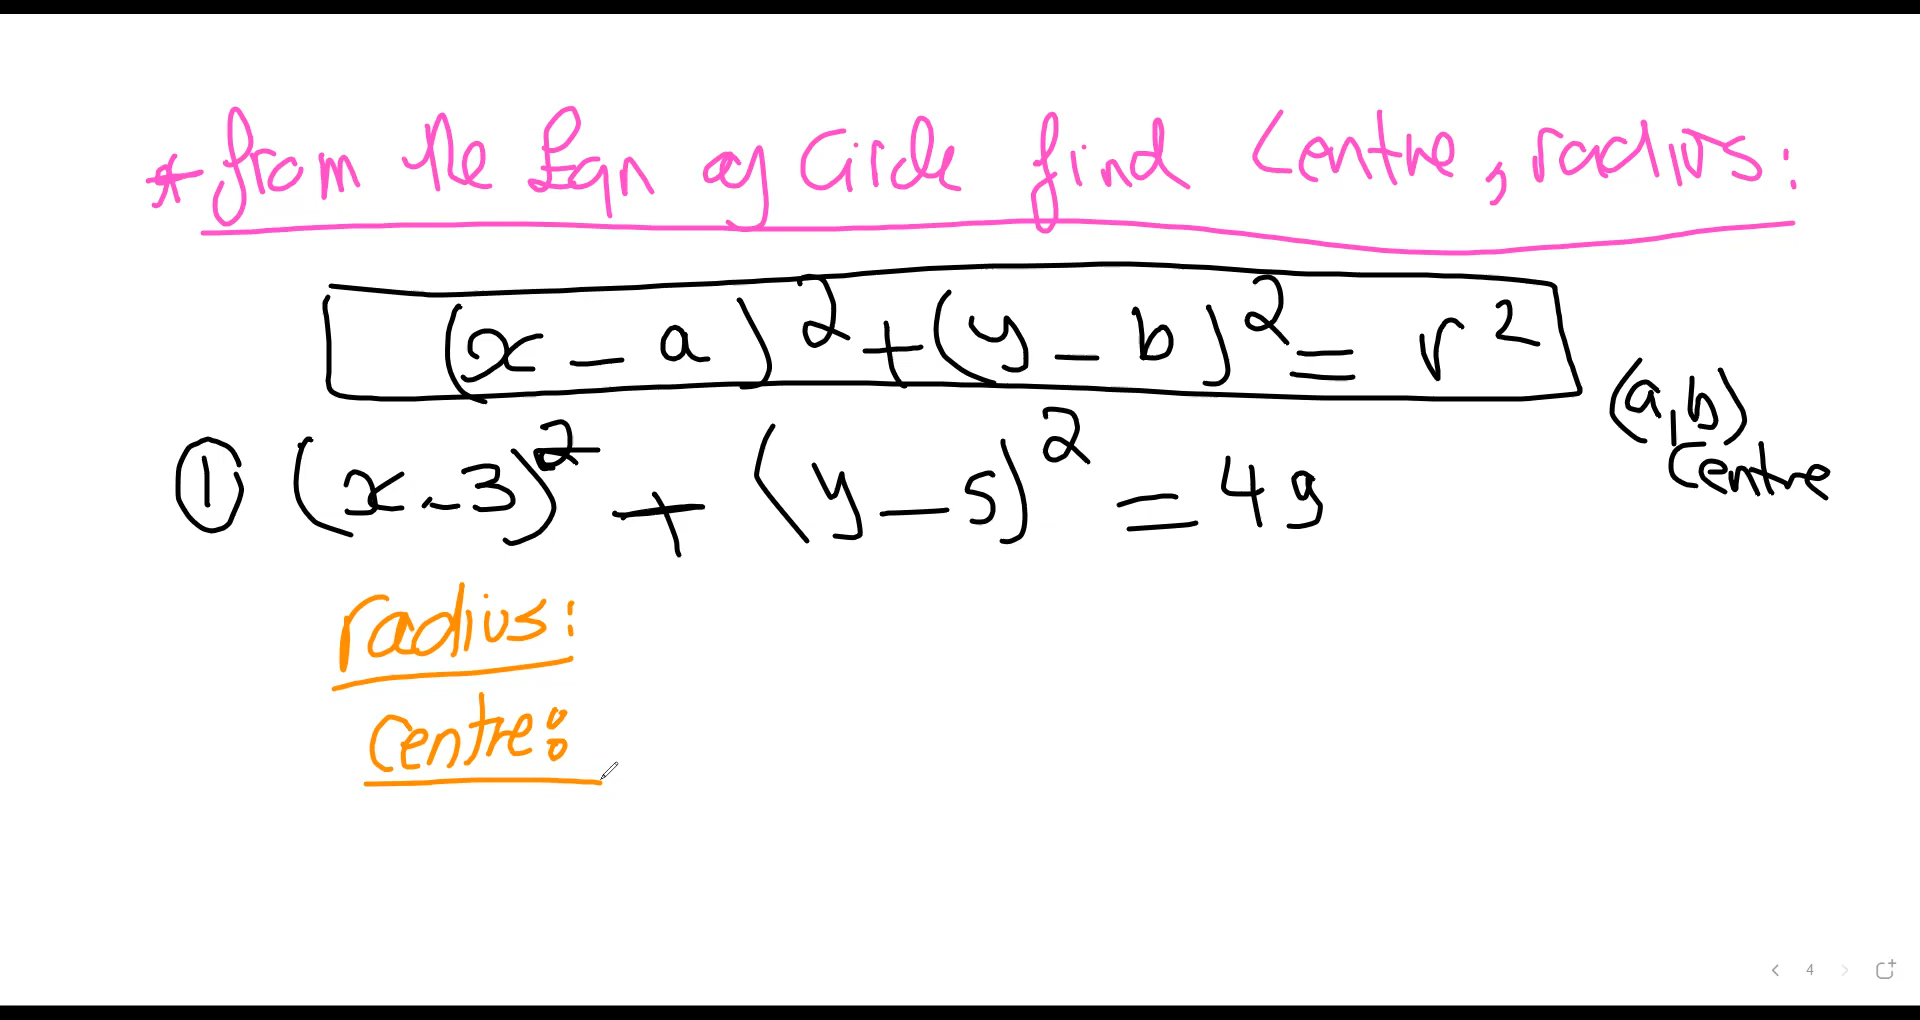 * from the Eqn of Circle find Centre, radius:
(x - a)² + (y - b)² = r²
(a, b)
Centre
① (x - 3)² + (y - 5)² = 49
radius:
Centre:
4